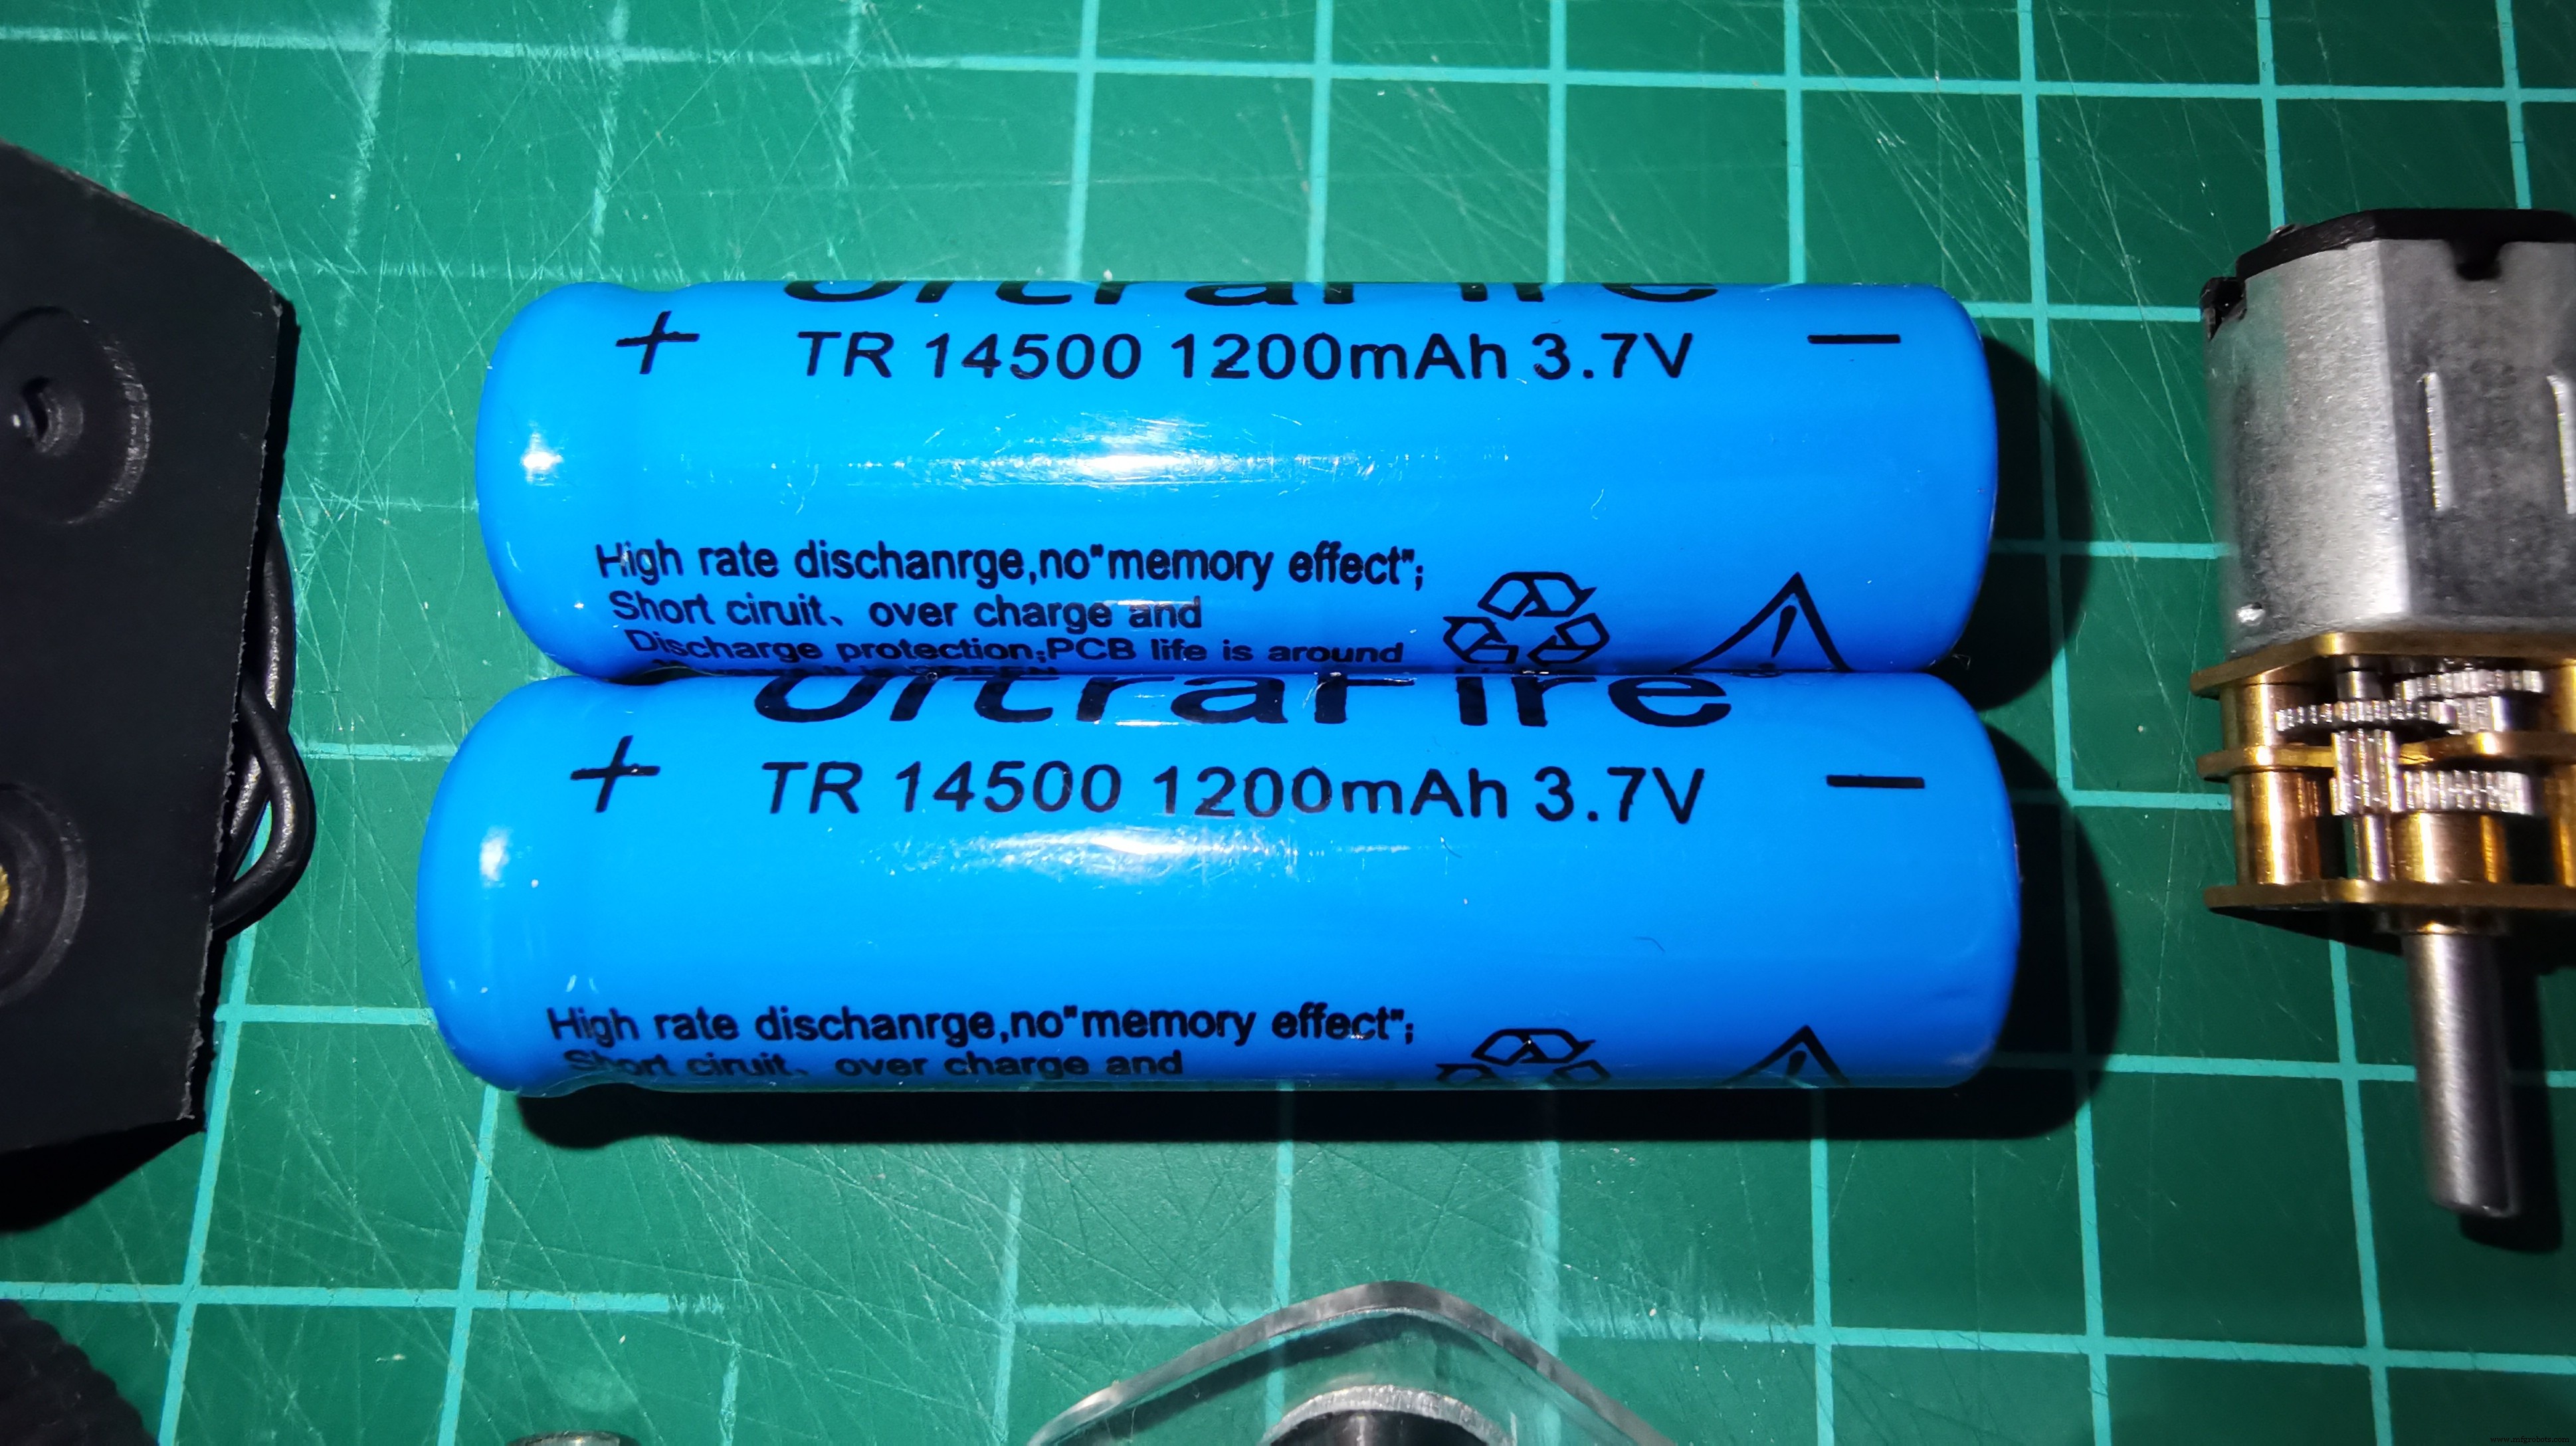 UltraFire
+ TR 14500 1200mAh 3.7V —
High rate dischanrge,no"memory effect";
Short ciruit、over charge and
Discharge protection;PCB life is around
UltraFire
+ TR 14500 1200mAh 3.7V —
High rate dischanrge,no"memory effect";
Short ciruit、over charge and